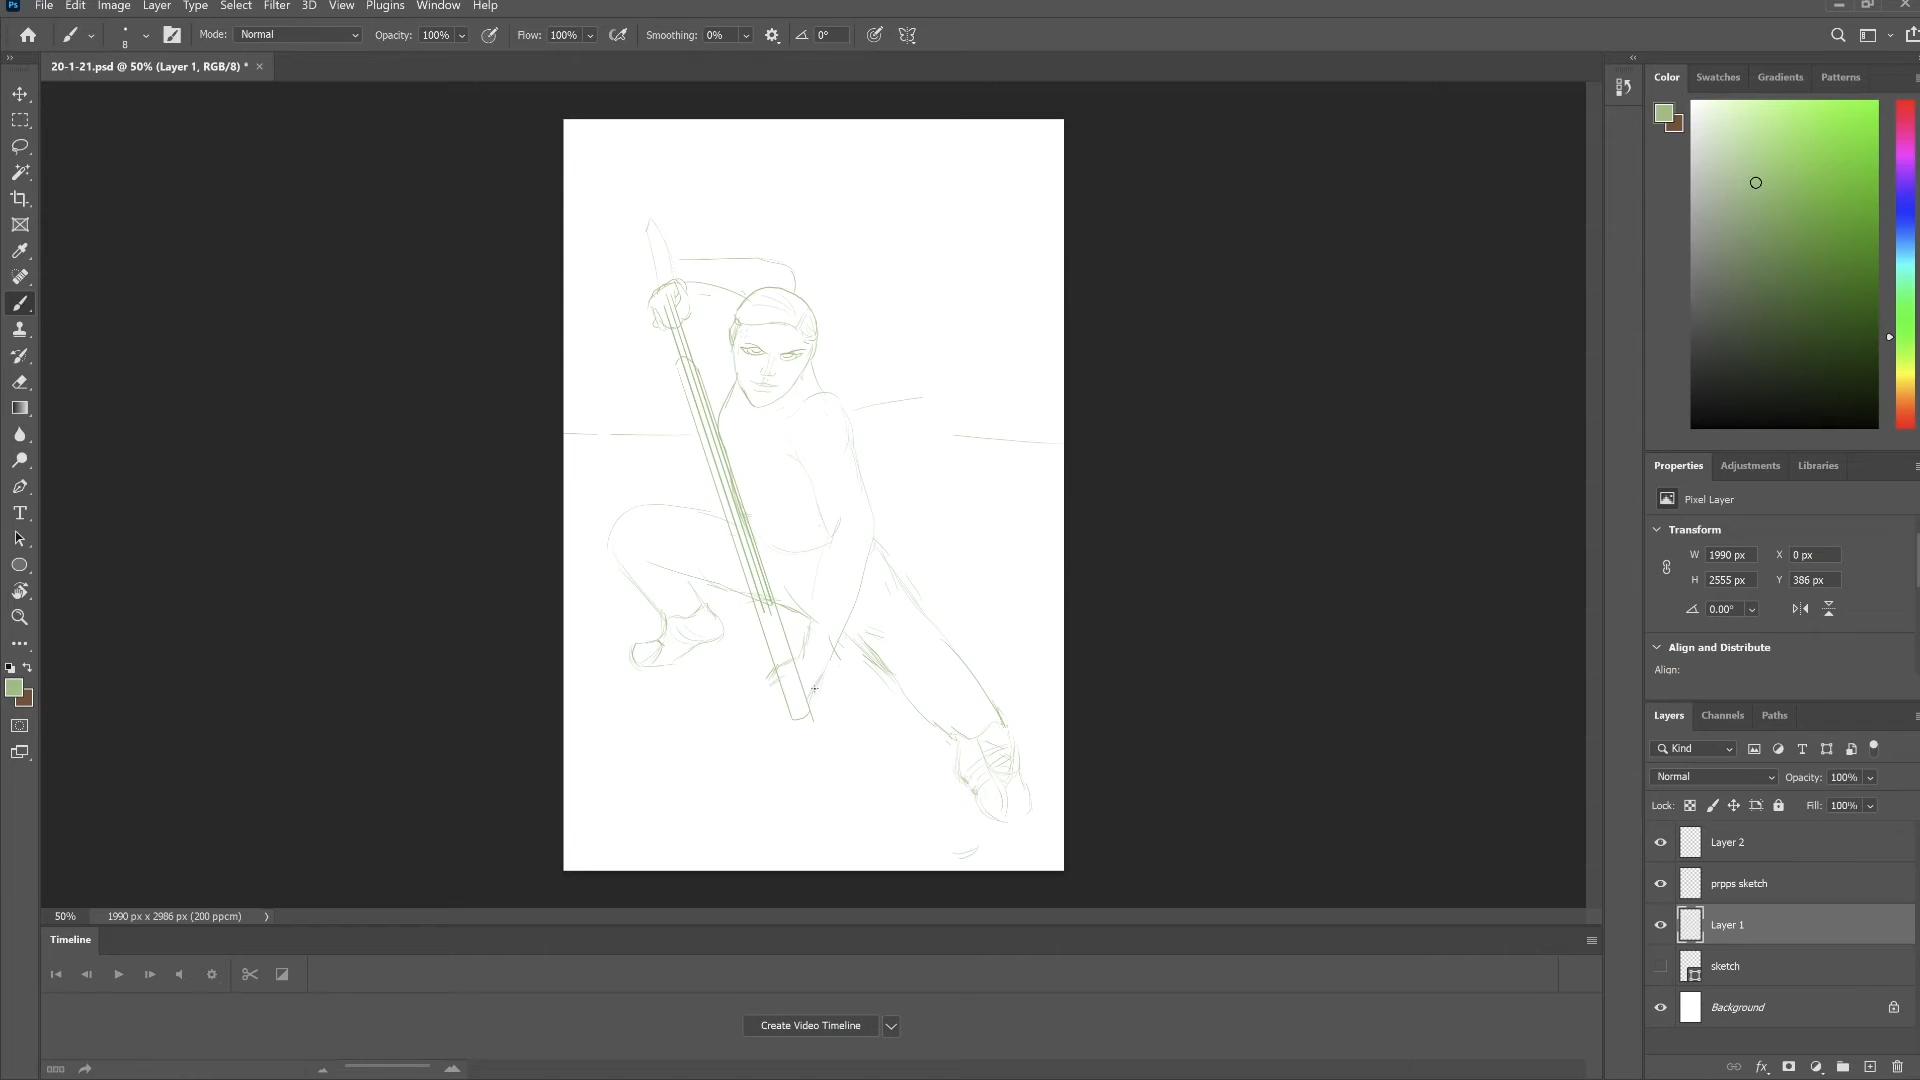 Ps File Edit Image Layer Type Select Filter 3D View Plugins Window Help
8 Mode: Normal Opacity: 100% Flow: 100% Smoothing: 0% 0°
20-1-21.psd @ 50% (Layer 1, RGB/8) * ×
Color Swatches Gradients Patterns
Properties Adjustments Libraries
Pixel Layer
Transform
W 1990 px X 0 px
H 2555 px Y 386 px
0.00°
Align and Distribute
Align:
Layers Channels Paths
Kind
Normal Opacity: 100%
Lock: Fill: 100%
Layer 2
prpps sketch
Layer 1
sketch
Background
50% 1990 px x 2986 px (200 ppcm)
Timeline
Create Video Timeline
fx